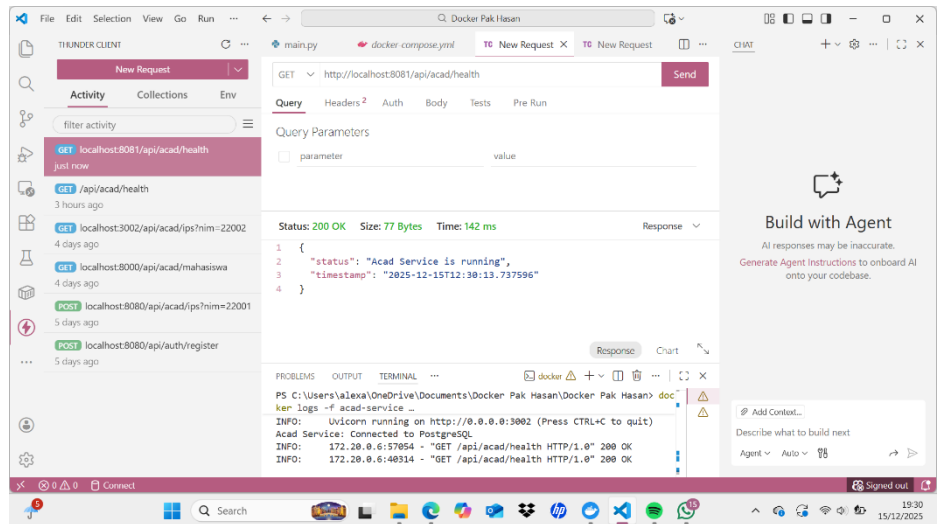 File Edit Selection View Go Run ···
Docker Pak Hasan
THUNDER CLIENT
New Request
Activity Collections Env
filter activity
GET localhost:8081/api/acad/health
just now
GET /api/acad/health
3 hours ago
GET localhost:3002/api/acad/ips?nim=22002
4 days ago
GET localhost:8000/api/acad/mahasiswa
4 days ago
POST localhost:8080/api/acad/ips?nim=22001
5 days ago
POST localhost:8080/api/auth/register
5 days ago
main.py docker-compose.yml TC New Request TC New Request
GET http://localhost:8081/api/acad/health Send
Query Headers 2 Auth Body Tests Pre Run
Query Parameters
parameter value
Status: 200 OK Size: 77 Bytes Time: 142 ms Response
1 {
2 "status": "Acad Service is running",
3 "timestamp": "2025-12-15T12:30:13.737596"
4 }
Response Chart
PROBLEMS OUTPUT TERMINAL ··· docker
PS C:\Users\alexa\OneDrive\Documents\Docker Pak Hasan\Docker Pak Hasan> doc
ker logs -f acad-service …
INFO: Uvicorn running on http://0.0.0.0:3002 (Press CTRL+C to quit)
Acad Service: Connected to PostgreSQL
INFO: 172.20.0.6:57054 - "GET /api/acad/health HTTP/1.0" 200 OK
INFO: 172.20.0.6:40314 - "GET /api/acad/health HTTP/1.0" 200 OK
CHAT
Build with Agent
AI responses may be inaccurate.
Generate Agent Instructions to onboard AI
onto your codebase.
Add Context...
Describe what to build next
Agent Auto
0 0 0 Connect
Signed out
5
Search
15
19:30
15/12/2025